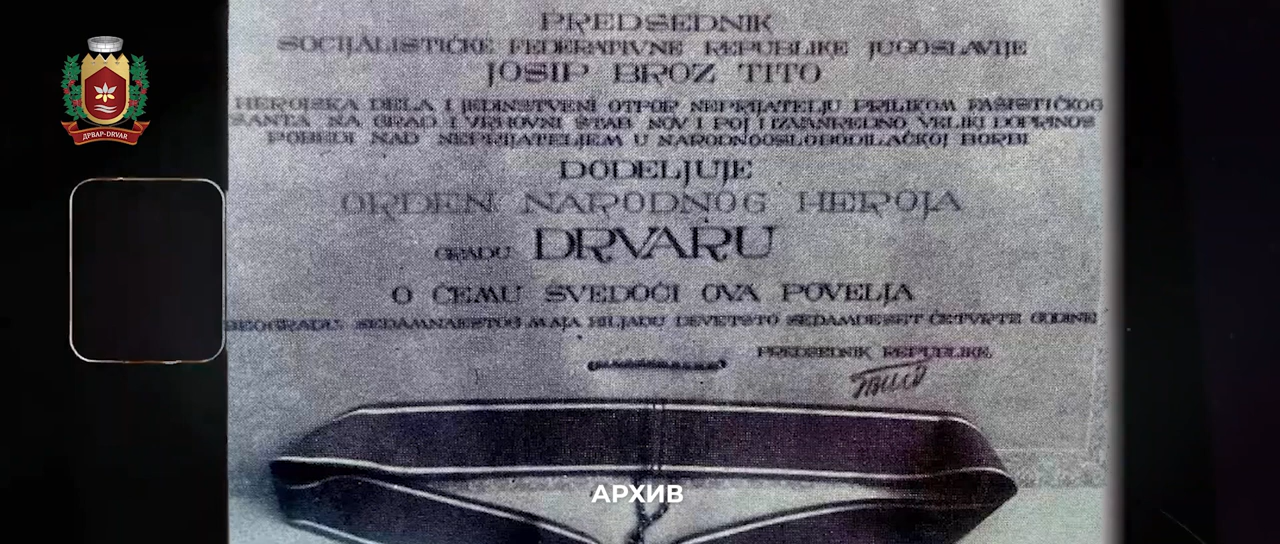 PREDSEDNIK
SOCIJALISTIČKE FEDERATIVNE REPUBLIKE JUGOSLAVIJE
JOSIP BROZ TITO
HEROJSKA DELA I JEDINSTVENI OTPOR NEPRIJATELJU PRILIKOM FAŠISTIČKOG
SANTA NA GRAD I VRHOVNI ŠTAB NOV I POJ I IZVANREDNO VELIKI DOPRINOS
POBEDI NAD NEPRIJATELJEM U NARODNOOSLOBODILAČKOJ BORBI
DODELJUJE
ORDEN NARODNOG HEROJA
GRADU DRVARU
O ČEMU SVEDOČI OVA POVELJA
BEOGRADU, SEDAMNAESTOG MAJA HILJADU DEVETSTO SEDAMDESET ČETVRTE GODINE
PREDSEDNIK REPUBLIKE
Тито
ДРВАР-DRVAR
АРХИВ